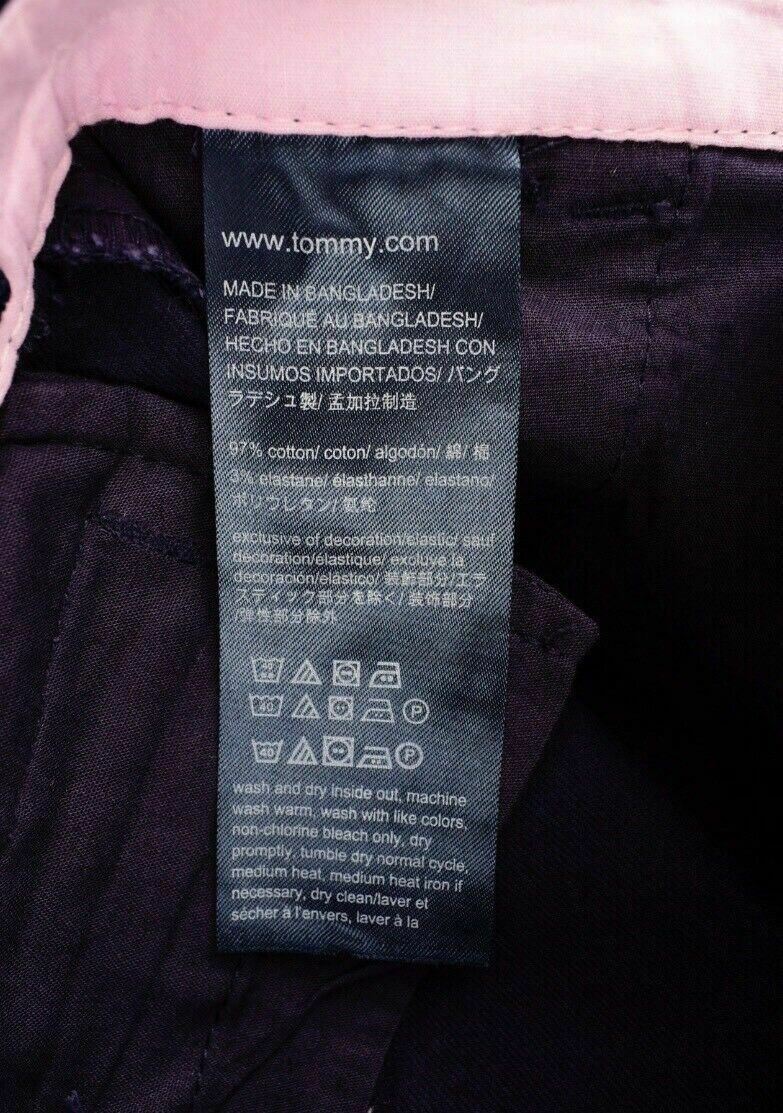 www.tommy.com
MADE IN BANGLADESH/
FABRIQUE AU BANGLADESH/
HECHO EN BANGLADESH CON
INSUMOS IMPORTADOS/ バング
ラデシュ製/ 孟加拉制造
97% cotton/ coton/ algodón/ 綿/ 棉
3% elastane/ élasthanne/ elastano/
ポリウレタン/ 氨纶
exclusive of decoration/elastic/ sauf
decoration/élastique/ excluye la
decoración/elástico/ 装飾部分/エラ
スティック部分を除く/ 装饰部分
/弹性部分除外
40 P
40 P
wash and dry inside out, machine
wash warm, wash with like colors,
non-chlorine bleach only, dry
promptly, tumble dry normal cycle,
medium heat, medium heat iron if
necessary, dry clean/laver et
sécher à l'envers, laver à la